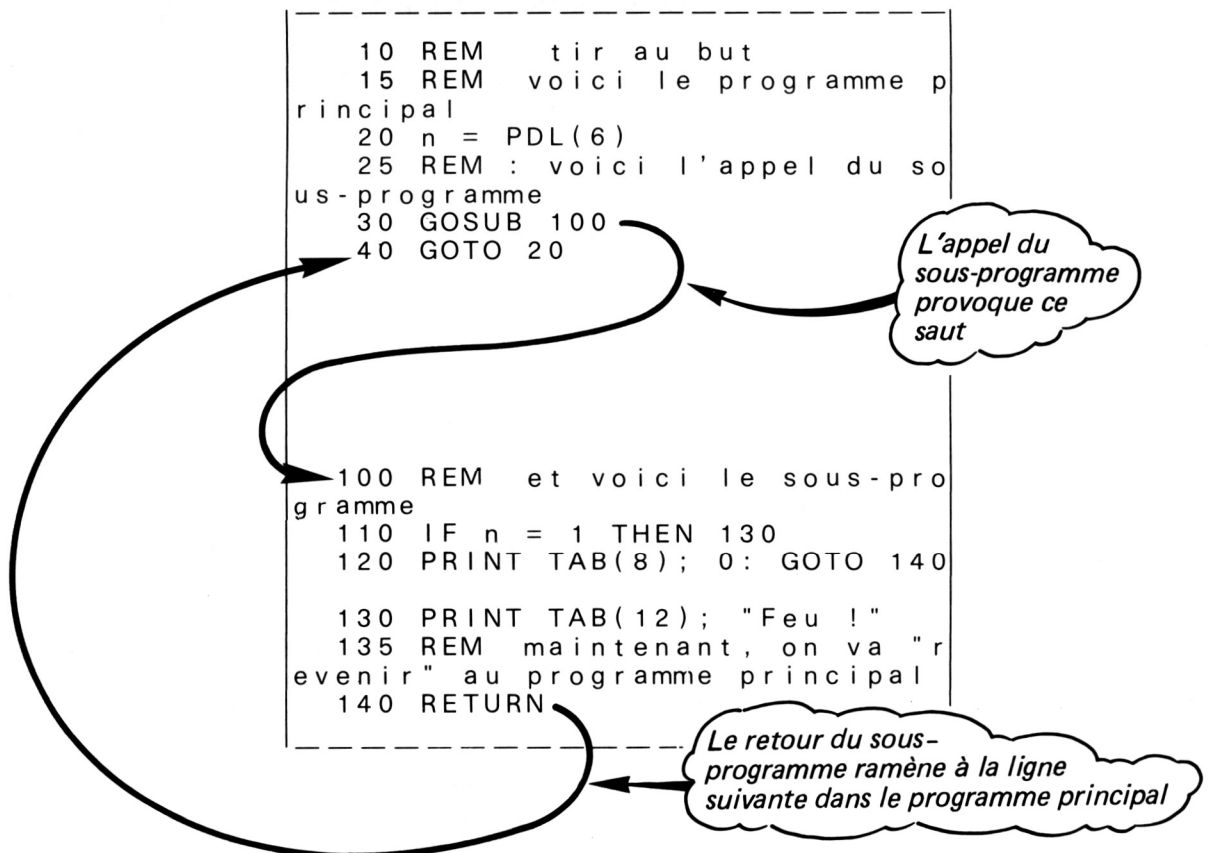 10 REM tir au but
15 REM voici le programme p
rincipal
20 n = PDL(6)
25 REM : voici l'appel du so
us-programme
30 GOSUB 100
40 GOTO 20
L'appel du
sous-programme
provoque ce
saut
100 REM et voici le sous-pro
gramme
110 IF n = 1 THEN 130
120 PRINT TAB(8); 0: GOTO 140
130 PRINT TAB(12); "Feu !"
135 REM maintenant, on va "r
evenir" au programme principal
140 RETURN
Le retour du sous-
programme ramène à la ligne
suivante dans le programme principal